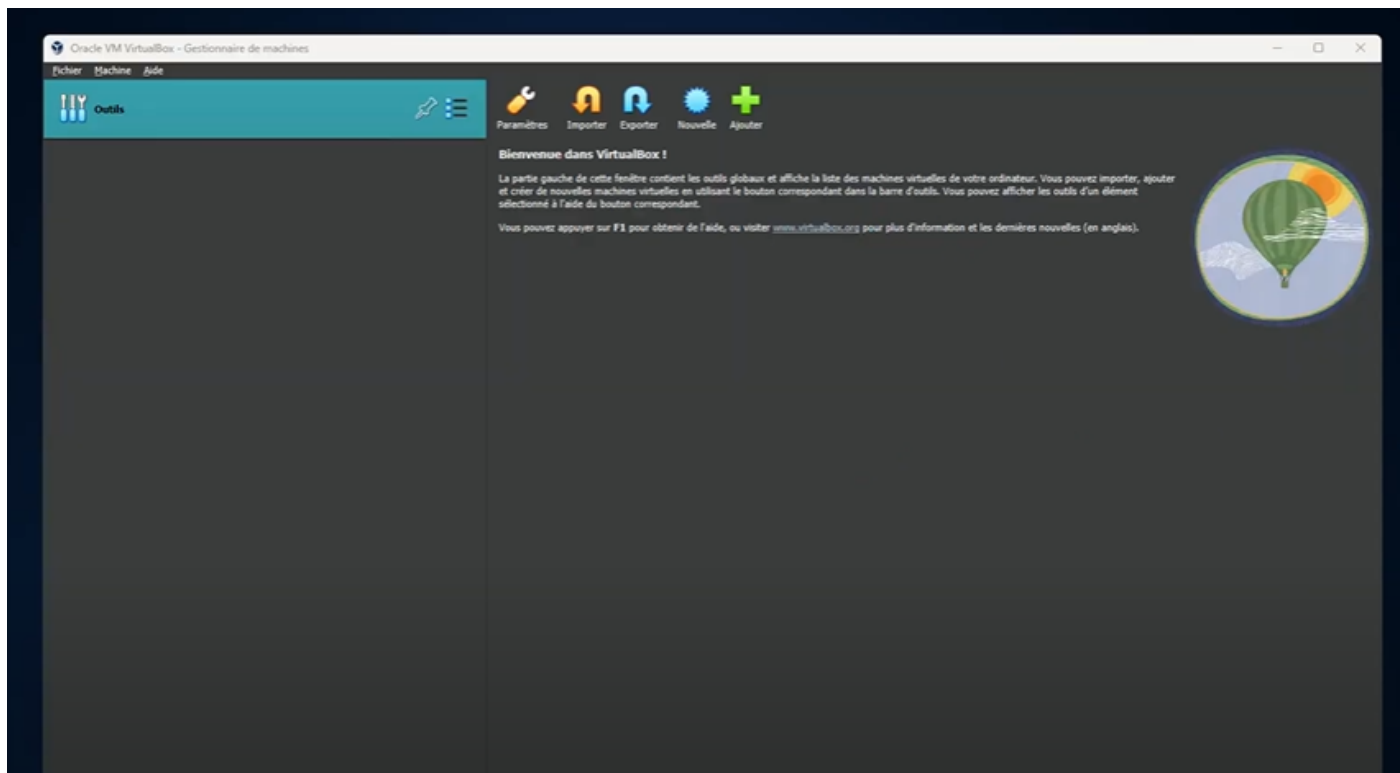 Oracle VM VirtualBox - Gestionnaire de machines
Fichier Machine Aide
Outils
Paramètres Importer Exporter Nouvelle Ajouter
Bienvenue dans VirtualBox !
La partie gauche de cette fenêtre contient les outils globaux et affiche la liste des machines virtuelles de votre ordinateur. Vous pouvez importer, ajouter
et créer de nouvelles machines virtuelles en utilisant le bouton correspondant dans la barre d'outils. Vous pouvez afficher les outils d'un élément
sélectionné à l'aide du bouton correspondant.
Vous pouvez appuyer sur F1 pour obtenir de l'aide, ou visiter www.virtualbox.org pour plus d'information et les dernières nouvelles (en anglais).